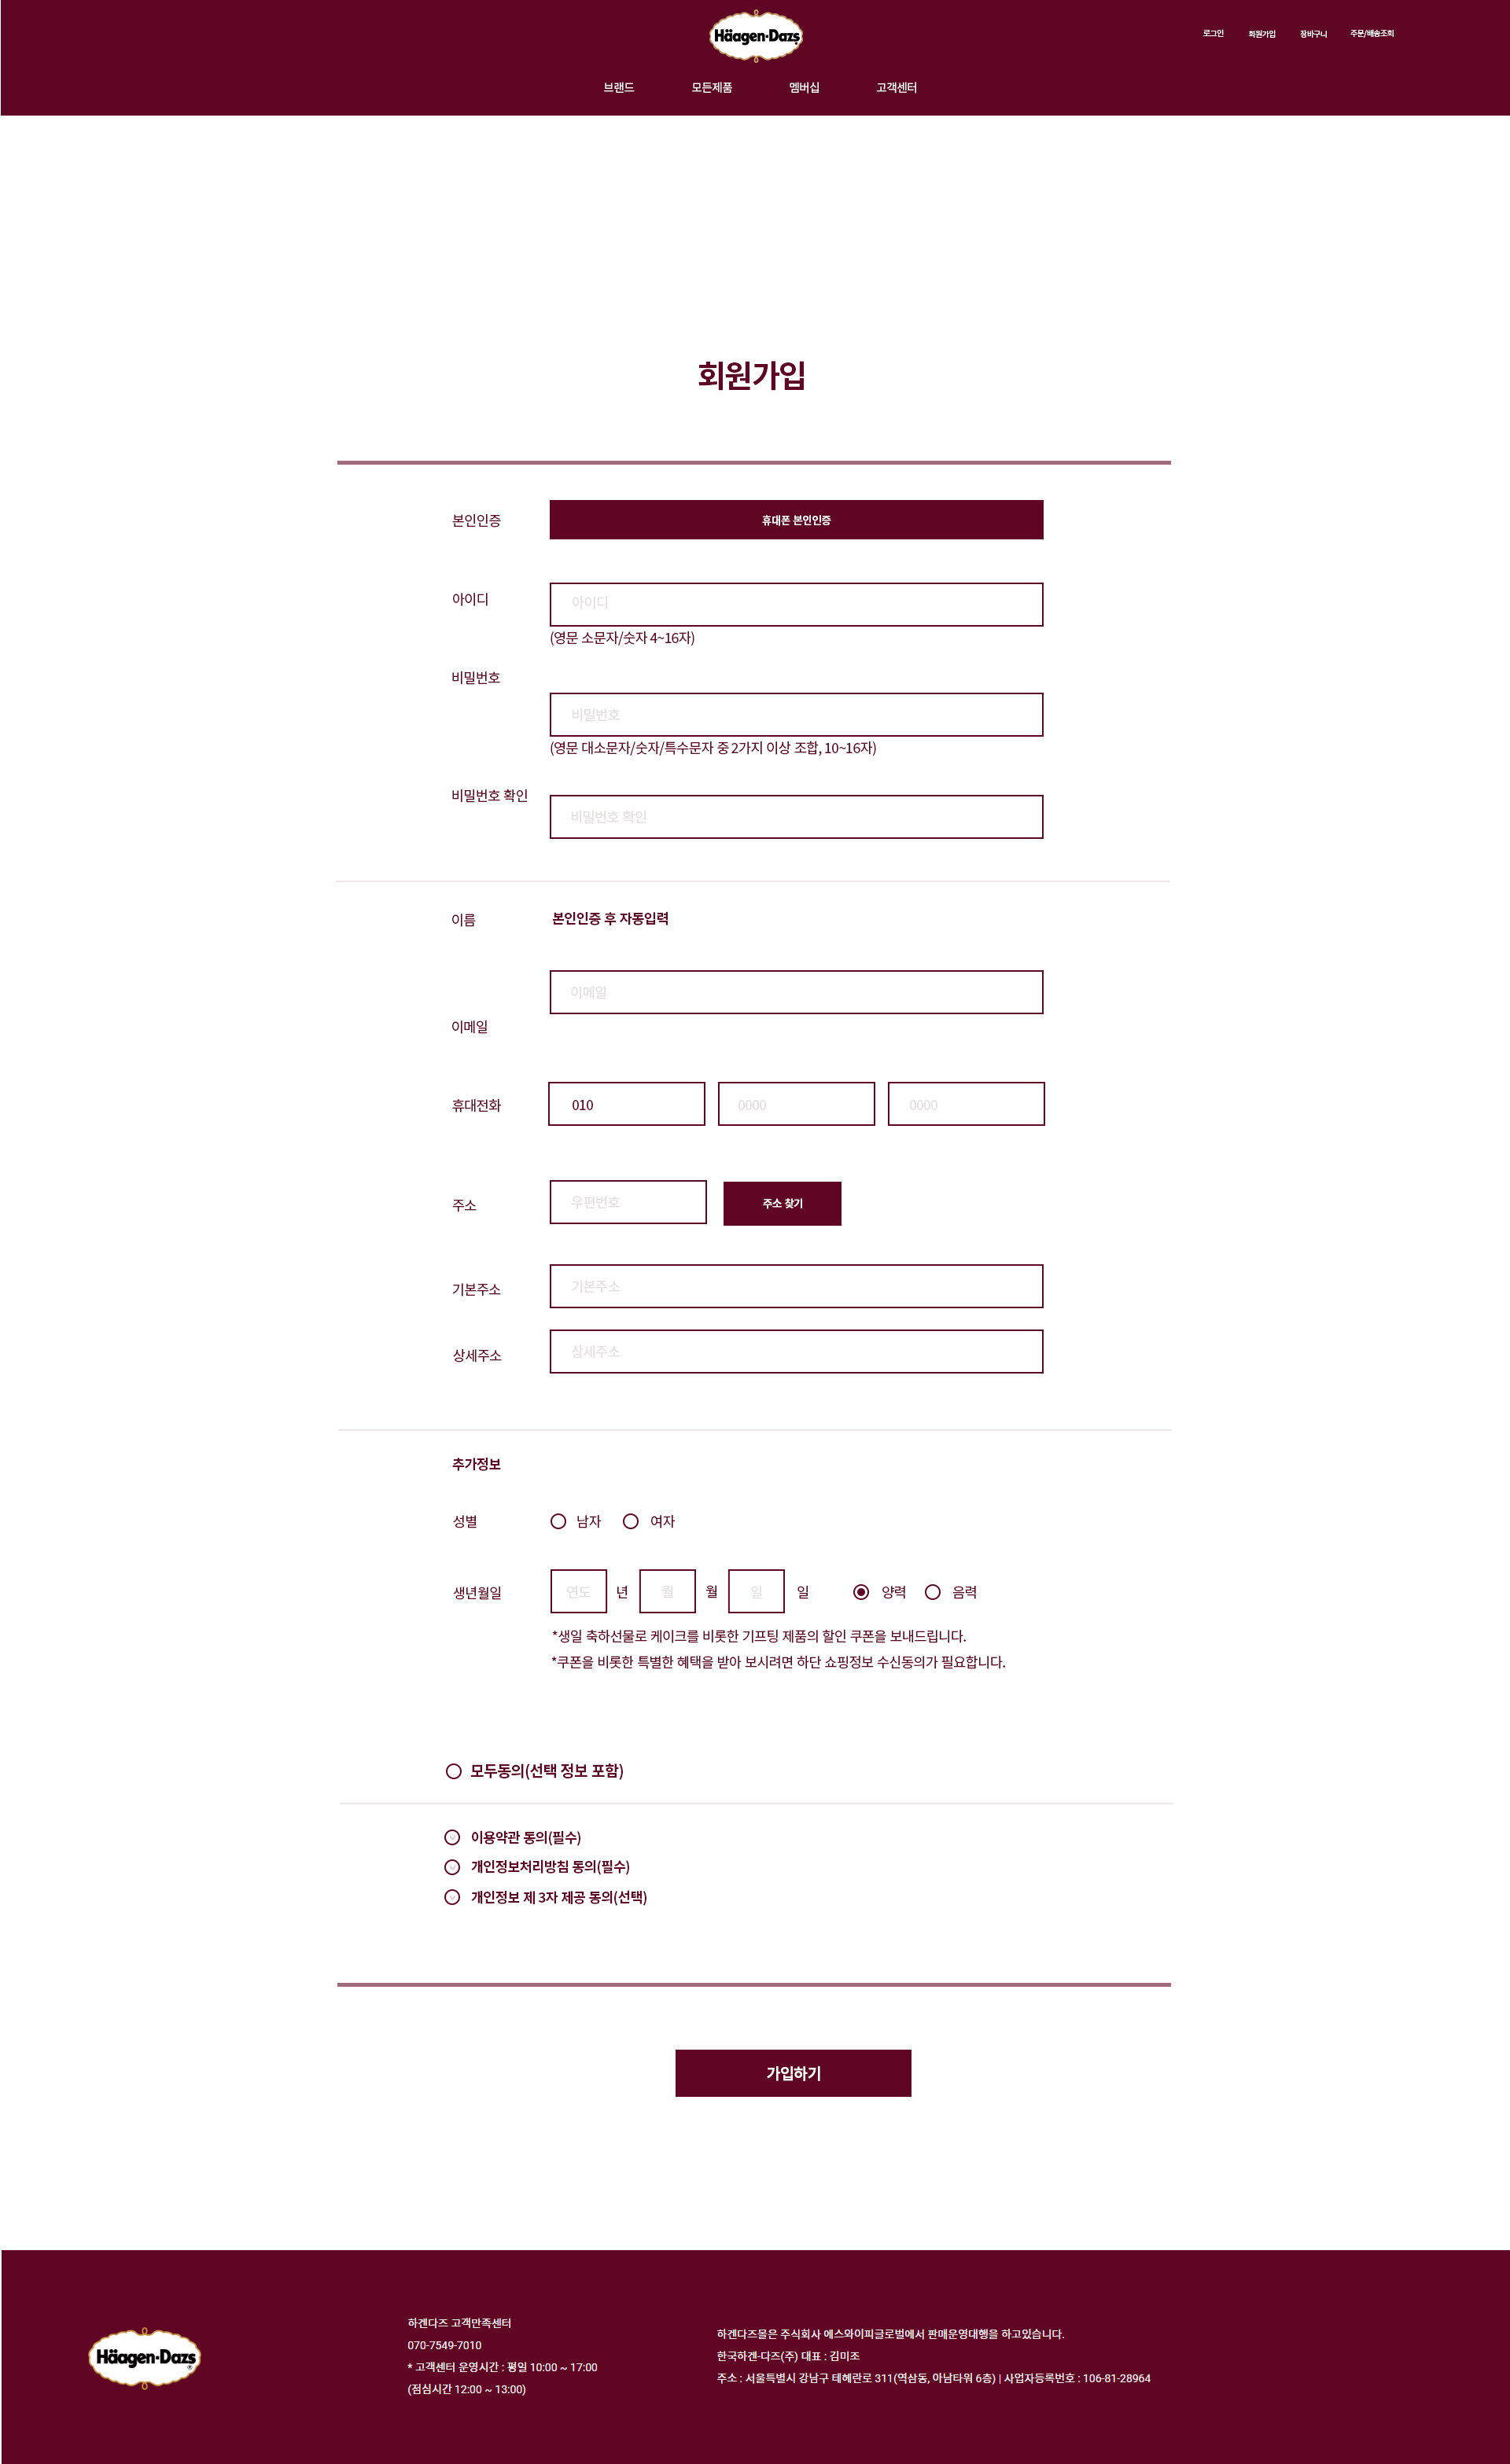 Häagen-Dazs
로그인 회원가입 장바구니 주문/배송조회
브랜드 모든제품 멤버십 고객센터
회원가입
본인인증 휴대폰 본인인증
아이디 아이디
(영문 소문자/숫자 4~16자)
비밀번호
비밀번호
(영문 대소문자/숫자/특수문자 중 2가지 이상 조합, 10~16자)
비밀번호 확인
비밀번호 확인
이름 본인인증 후 자동입력
이메일
이메일
휴대전화 010 0000 0000
주소 우편번호 주소 찾기
기본주소 기본주소
상세주소 상세주소
추가정보
성별 남자 여자
생년월일 연도 년 월 월 일 일 양력 음력
*생일 축하선물로 케이크를 비롯한 기프팅 제품의 할인 쿠폰을 보내드립니다.
*쿠폰을 비롯한 특별한 혜택을 받아 보시려면 하단 쇼핑정보 수신동의가 필요합니다.
모두동의(선택 정보 포함)
이용약관 동의(필수)
개인정보처리방침 동의(필수)
개인정보 제 3자 제공 동의(선택)
가입하기
Häagen-Dazs®
하겐다즈 고객만족센터
070-7549-7010
* 고객센터 운영시간 : 평일 10:00 ~ 17:00
(점심시간 12:00 ~ 13:00)
하겐다즈몰은 주식회사 에스와이피글로벌에서 판매운영대행을 하고있습니다.
한국하겐-다즈(주) 대표 : 김미조
주소 : 서울특별시 강남구 테헤란로 311(역삼동, 아남타워 6층) | 사업자등록번호 : 106-81-28964